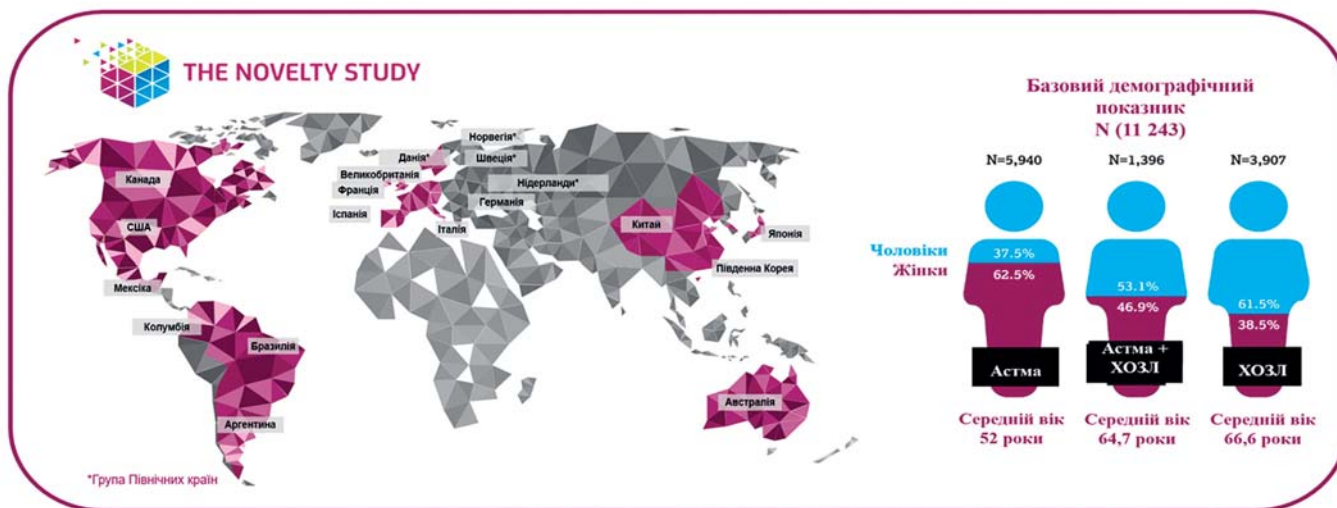 THE NOVELTY STUDY
Норвегія*
Данія*
Швеція*
Великобританія
Нідерланди*
Франція
Германія
Іспанія
Італія
Канада
США
Мексіка
Колумбія
Бразилія
Аргентина
Китай
Японія
Південна Корея
Австралія
*Група Північних країн
Базовий демографічний
показник
N (11 243)
N=5,940
N=1,396
N=3,907
Чоловіки
Жінки
37.5%
62.5%
53.1%
46.9%
61.5%
38.5%
Астма
Астма +
ХОЗЛ
ХОЗЛ
Середній вік
52 роки
Середній вік
64,7 роки
Середній вік
66,6 роки